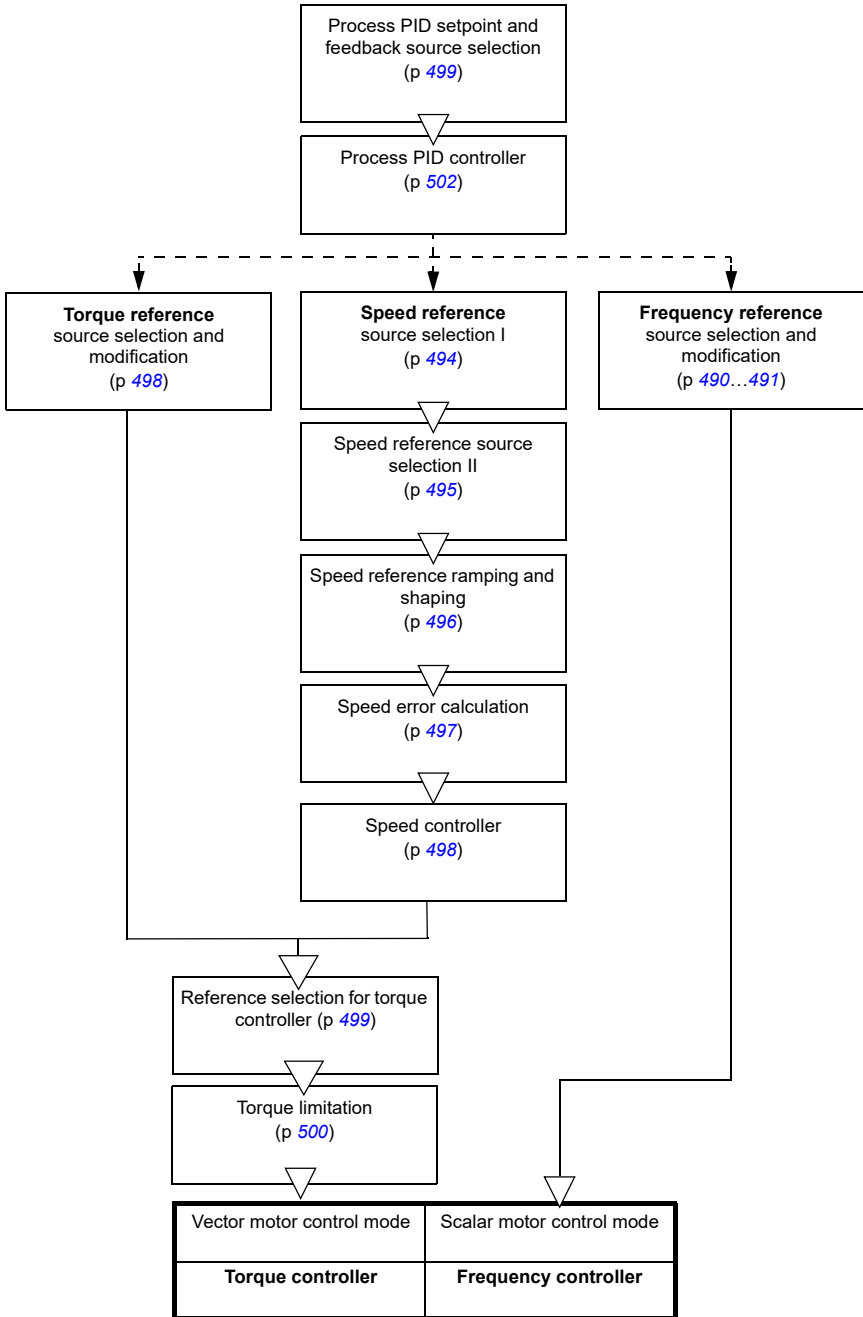 Process PID setpoint and
feedback source selection
(p 499)
Process PID controller
(p 502)
Torque reference
source selection and
modification
(p 498)
Speed reference
source selection I
(p 494)
Frequency reference
source selection and
modification
(p 490…491)
Speed reference source
selection II
(p 495)
Speed reference ramping and
shaping
(p 496)
Speed error calculation
(p 497)
Speed controller
(p 498)
Reference selection for torque
controller (p 499)
Torque limitation
(p 500)
Vector motor control mode
Scalar motor control mode
Torque controller
Frequency controller